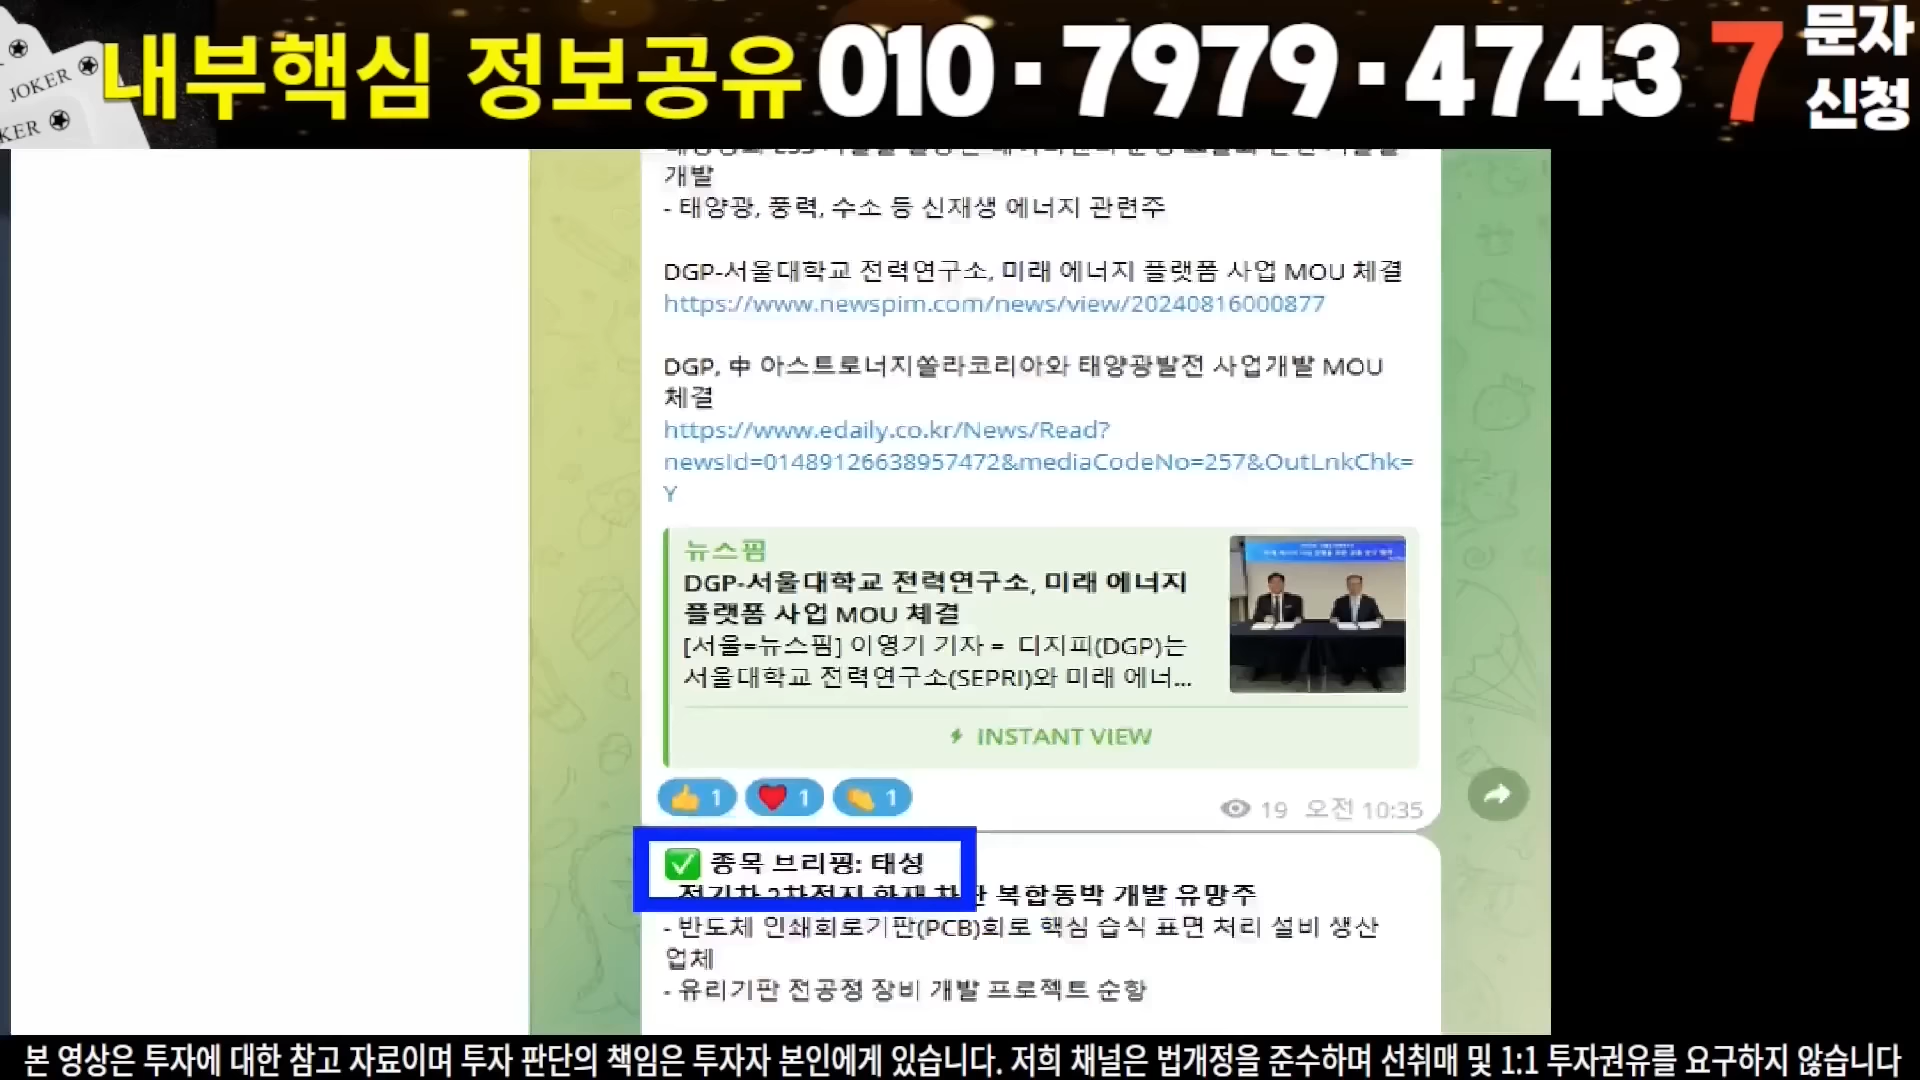 JOKER
KER
내부핵심 정보공유 010·7979·4743 7 문자
신청
개발
- 태양광, 풍력, 수소 등 신재생 에너지 관련주
DGP-서울대학교 전력연구소, 미래 에너지 플랫폼 사업 MOU 체결
https://www.newspim.com/news/view/20240816000877
DGP, 中 아스트로너지쏠라코리아와 태양광발전 사업개발 MOU
체결
https://www.edaily.co.kr/News/Read?
newsId=01489126638957472&mediaCodeNo=257&OutLnkChk=
Y
뉴스핌
DGP-서울대학교 전력연구소, 미래 에너지
플랫폼 사업 MOU 체결
[서울=뉴스핌] 이영기 기자 = 디지피(DGP)는
서울대학교 전력연구소(SEPRI)와 미래 에너...
INSTANT VIEW
1 1 1
19 오전 10:35
종목 브리핑: 태성
전기차 2차전지 화재 차단 복합동박 개발 유망주
- 반도체 인쇄회로기판(PCB)회로 핵심 습식 표면 처리 설비 생산
업체
- 유리기판 전공정 장비 개발 프로젝트 순항
본 영상은 투자에 대한 참고 자료이며 투자 판단의 책임은 투자자 본인에게 있습니다. 저희 채널은 법개정을 준수하며 선취매 및 1:1 투자권유를 요구하지 않습니다